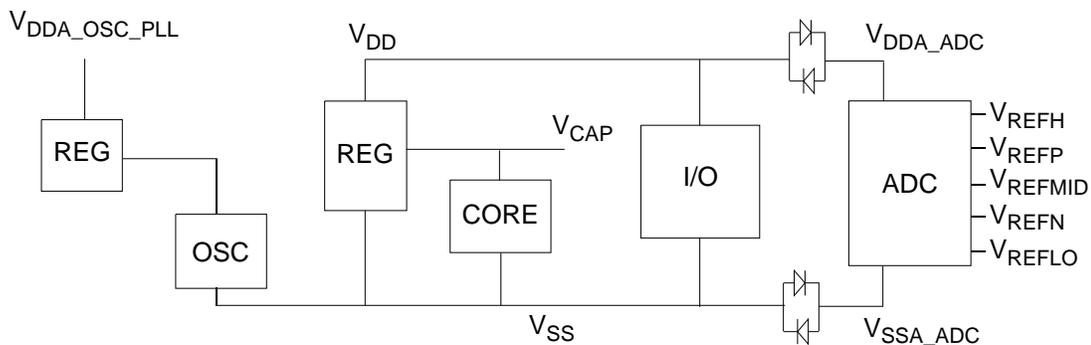 VDDA_OSC_PLL
VDD
VDDA_ADC
REG
REG
VCAP
I/O
ADC
VREFH
VREFP
VREFMID
VREFN
VREFLO
CORE
OSC
VSS
VSSA_ADC